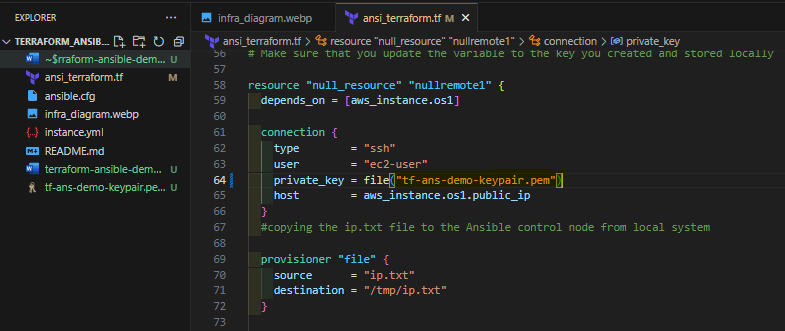 EXPLORER
TERRAFORM_ANSIB...
~$rraform-ansible-dem... U
ansi_terraform.tf M
ansible.cfg
infra_diagram.webp
instance.yml
README.md
terraform-ansible-dem... U
tf-ans-demo-keypair.pe... U
infra_diagram.webp
ansi_terraform.tf M
ansi_terraform.tf > resource "null_resource" "nullremote1" > connection > private_key
56 # Make sure that you update the variable to the key you created and stored locally
57
58 resource "null_resource" "nullremote1" {
59 depends_on = [aws_instance.os1]
60
61 connection {
62 type = "ssh"
63 user = "ec2-user"
64 private_key = file("tf-ans-demo-keypair.pem")
65 host = aws_instance.os1.public_ip
66 }
67 #copying the ip.txt file to the Ansible control node from local system
68
69 provisioner "file" {
70 source = "ip.txt"
71 destination = "/tmp/ip.txt"
72 }
73